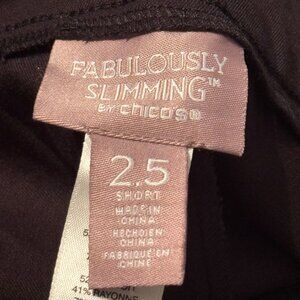 FABULOUSLY
SLIMMING™
BY chico's®
2.5
SHORT
MADE IN
CHINA
HECHO EN
CHINA
FABRIQUÉ EN
CHINE
41% RAYONNE